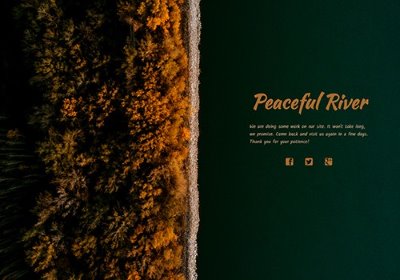 Peaceful River
We are doing some work on our site. It won't take long,
we promise. Come back and visit us again in a few days.
Thank you for your patience!